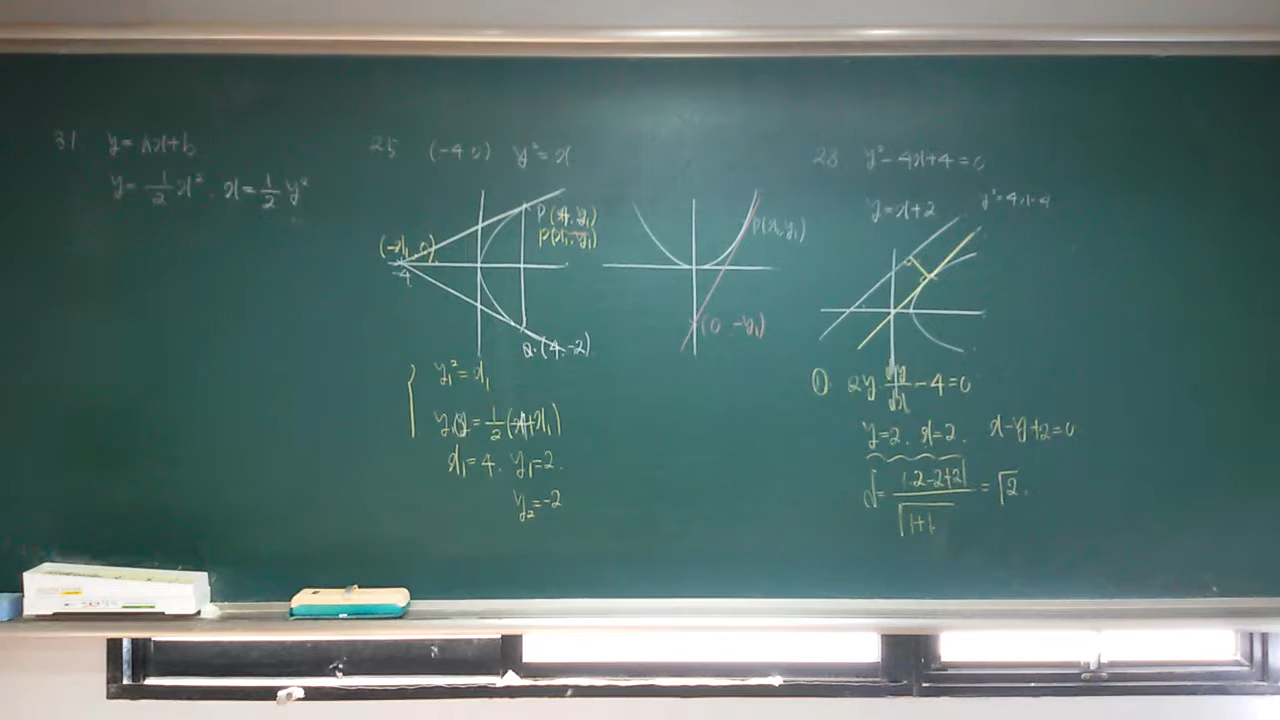 31 y=ax+b
y=1/2 x². x=1/2 y²
25 (-4 0) y²=x
P(4, y₁)
P(x₁, y₁)
(-x₁, 0)
-4
Q.(4, -2)
y₁²=x₁
y₁y=1/2(x+x₁)
x₁=4. y₁=2.
y₂=-2
P(x₁, y₁)
(0 -y₁)
28 y²-4x+4=0
y=x+2 y²=4x-4
① 2y dy/dx -4=0
y=2. x=2. x-y+2=0
d= |2-2+2| / √1+1 = √2.